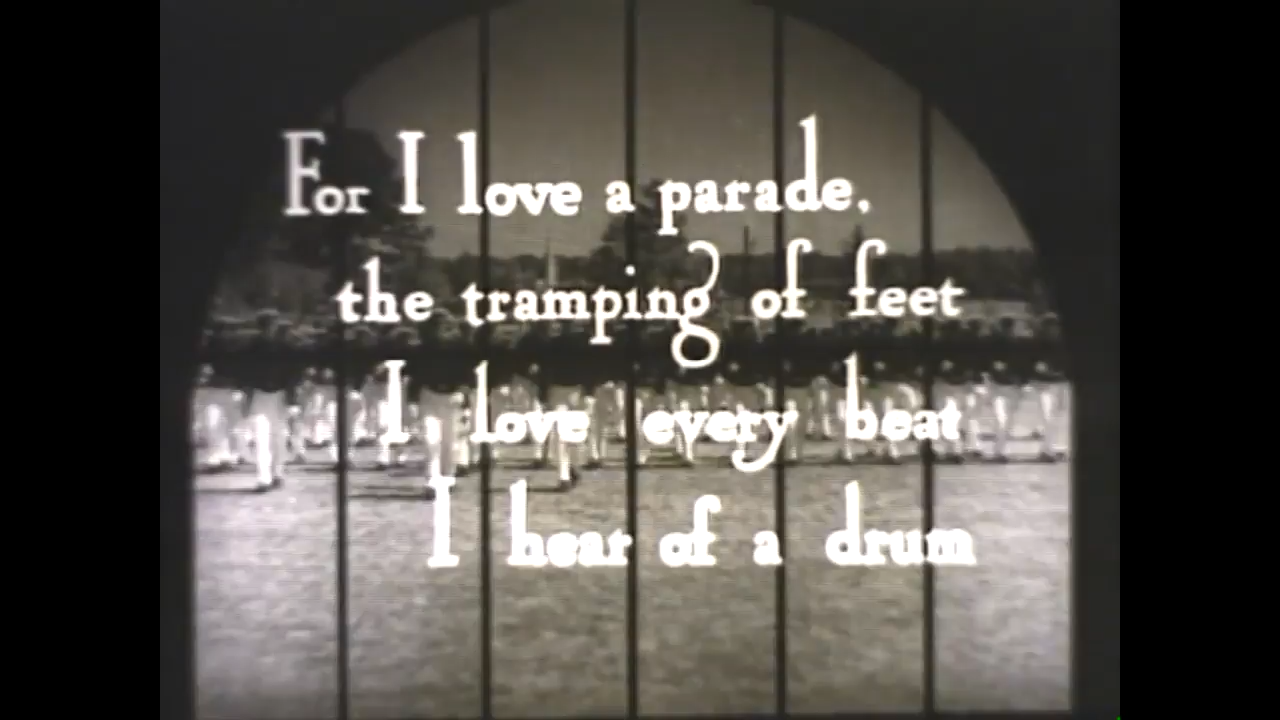 For I love a parade,
the tramping of feet
I love every beat
I hear of a drum